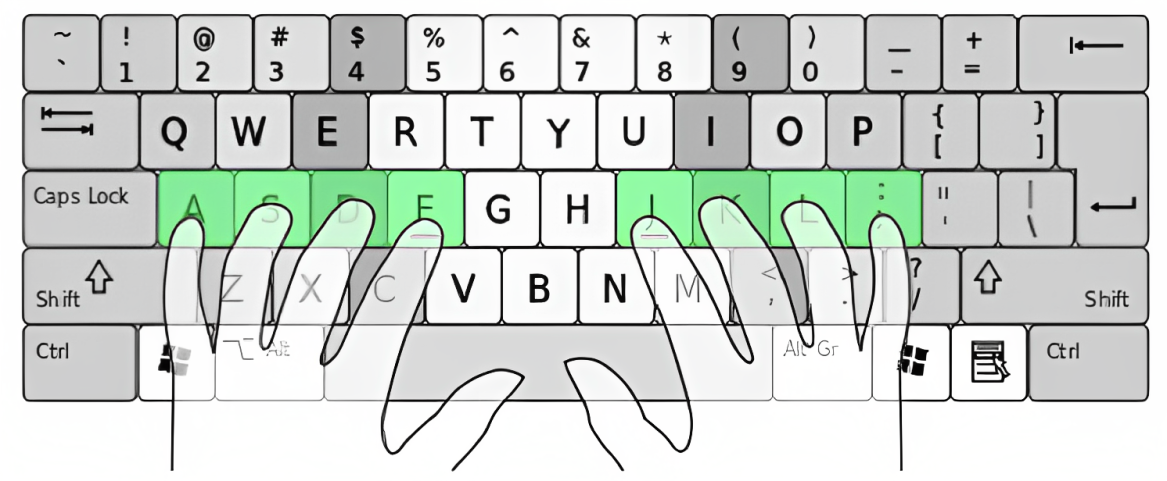 ~ ! @ # $ % ^ & * ( ) _ +
` 1 2 3 4 5 6 7 8 9 0 - =
Q W E R T Y U I O P { }
[ ]
Caps Lock A S D F G H J K L : " |
; ' \
Shift Z X C V B N M < > ? Shift
, . /
Ctrl Alt Alt Gr Ctrl